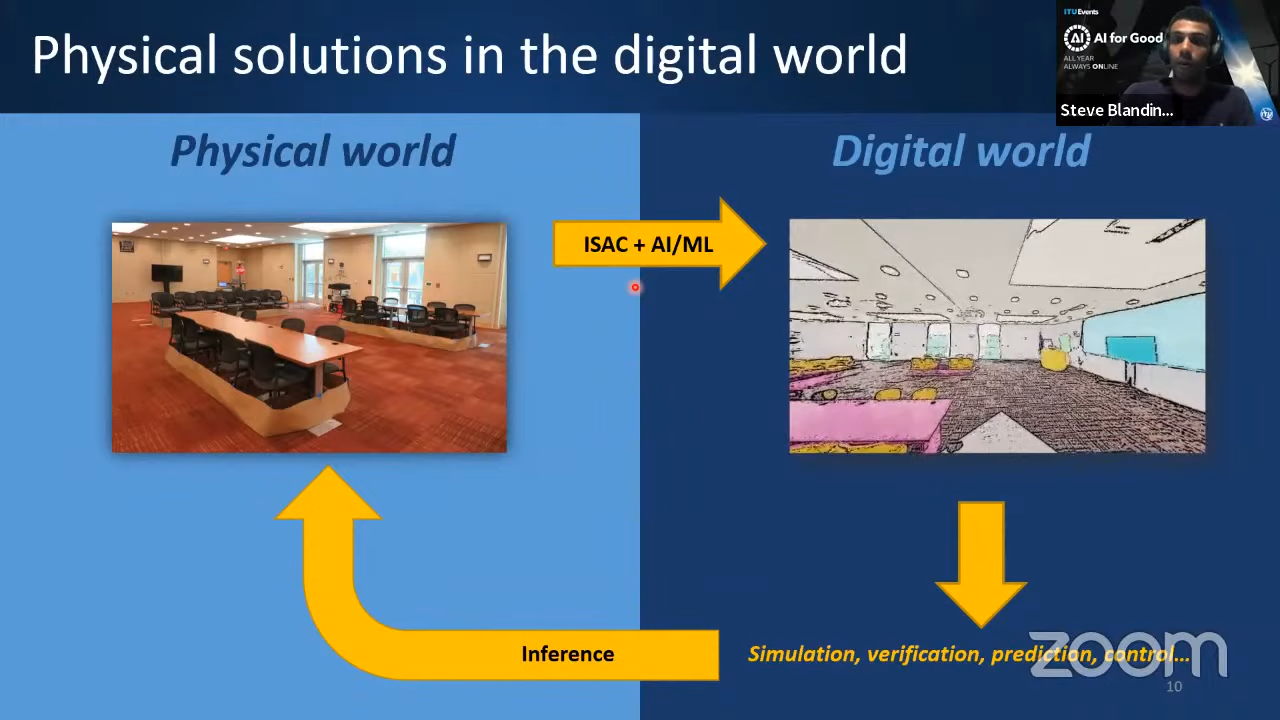 Physical solutions in the digital world
ITUEvents
AI
AI for Good
ALL YEAR
ALWAYS ONLINE
Steve Blandin...
Physical world
Digital world
ISAC + AI/ML
Inference
Simulation, verification, prediction, control...
zoom
10